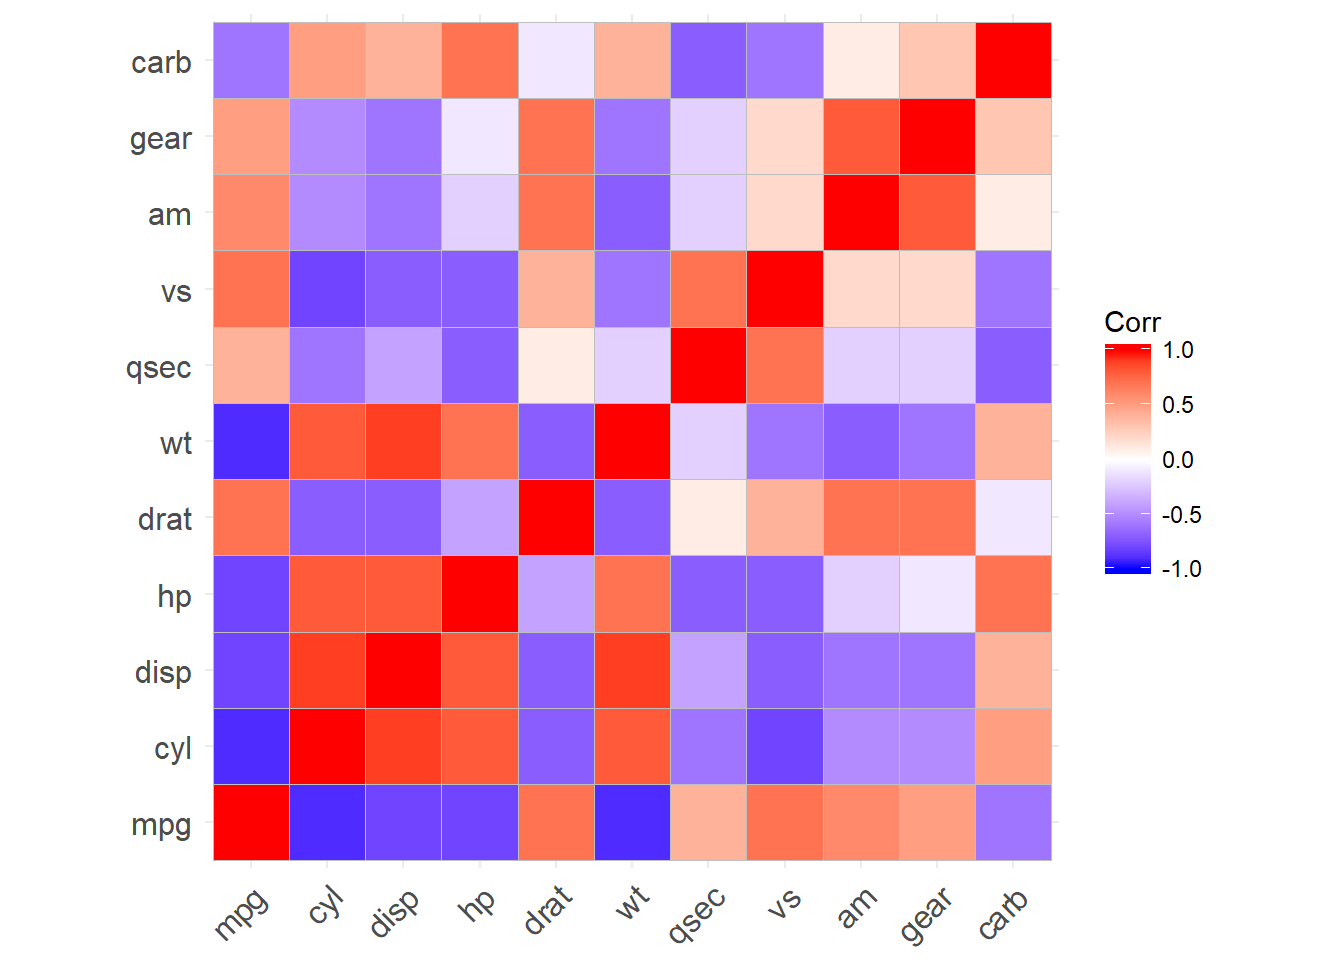 carb
gear
am
vs
qsec
wt
drat
hp
disp
cyl
mpg
mpg cyl disp hp drat wt qsec vs am gear carb
Corr
1.0
0.5
0.0
-0.5
-1.0